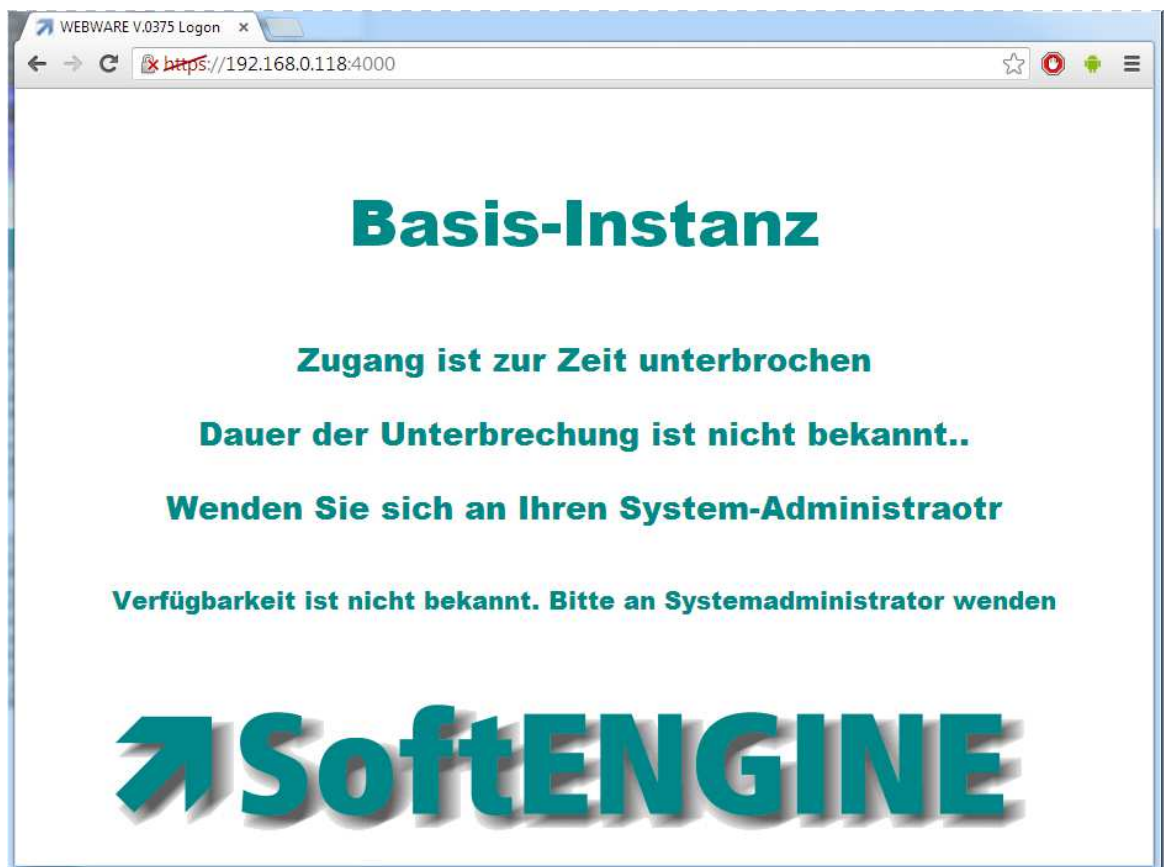 WEBWARE V.0375 Logon
https://192.168.0.118:4000
Basis-Instanz
Zugang ist zur Zeit unterbrochen
Dauer der Unterbrechung ist nicht bekannt..
Wenden Sie sich an Ihren System-Administraotr
Verfügbarkeit ist nicht bekannt. Bitte an Systemadministrator wenden
SoftENGINE